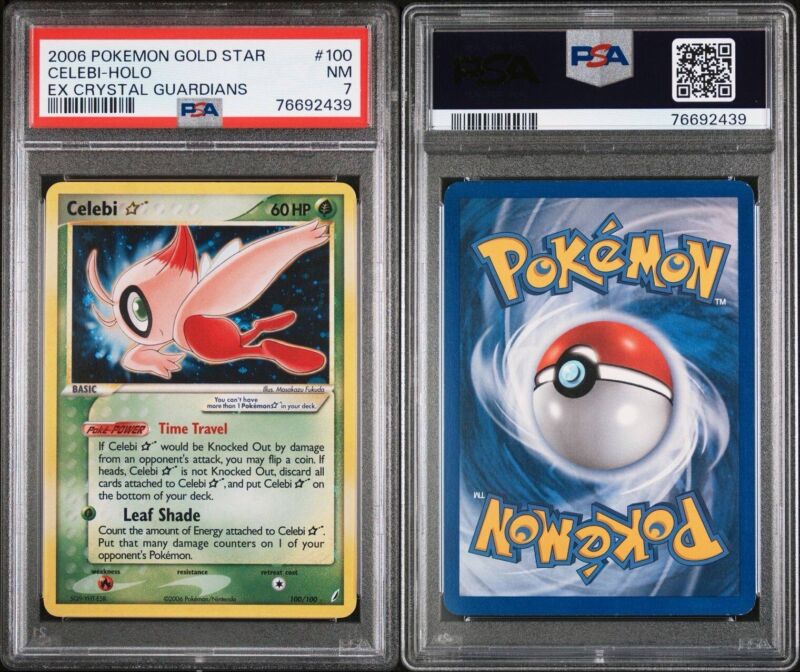 2006 POKEMON GOLD STAR #100
CELEBI-HOLO NM
EX CRYSTAL GUARDIANS 7
PSA 76692439
Celebi ☆ 60 HP
BASIC Illus. Masakazu Fukuda
You can't have
more than 1 Pokémon☆ in your deck.
Poké-POWER Time Travel
If Celebi ☆ would be Knocked Out by damage
from an opponent's attack, you may flip a coin. If
heads, Celebi ☆ is not Knocked Out, discard all
cards attached to Celebi ☆, and put Celebi ☆ on
the bottom of your deck.
Leaf Shade
Count the amount of Energy attached to Celebi ☆.
Put that many damage counters on 1 of your
opponent's Pokémon.
weakness resistance retreat cost
©2006 Pokémon/Nintendo 100/100
PSA PSA
76692439
POKéMON
TM
TM
POKéMON
PSA